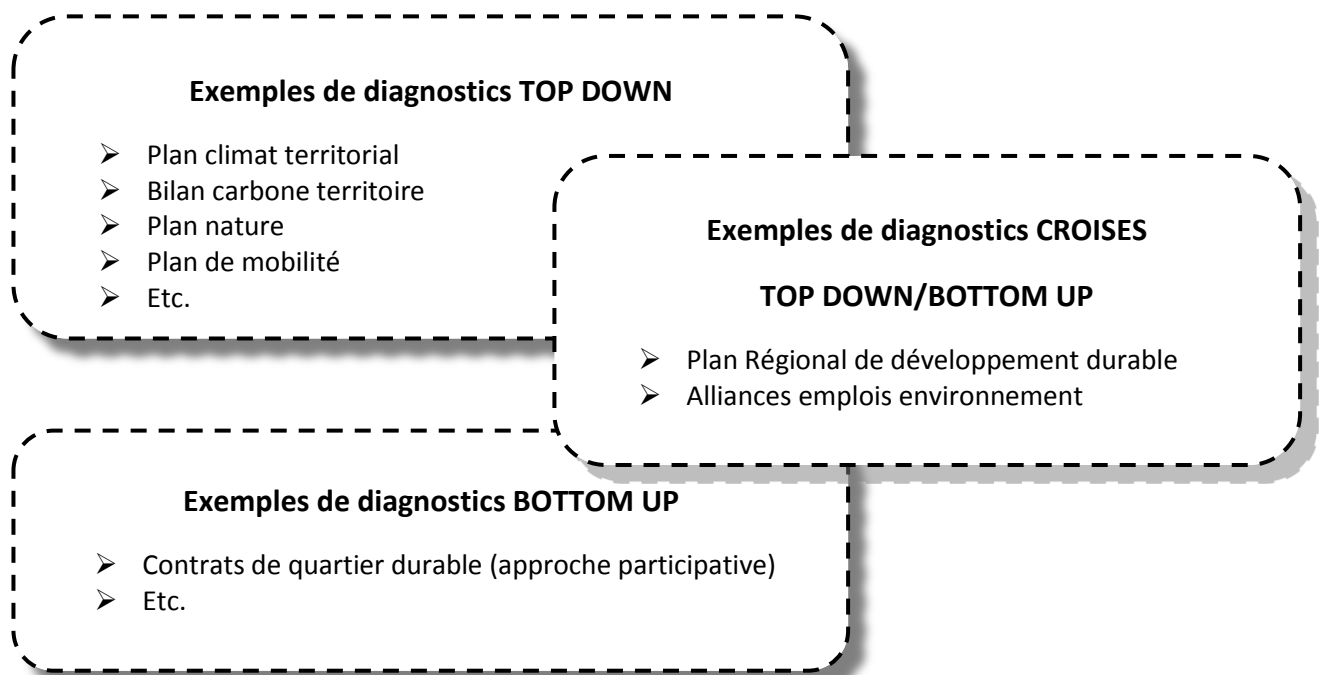 Exemples de diagnostics TOP DOWN
➢ Plan climat territorial
➢ Bilan carbone territoire
➢ Plan nature
➢ Plan de mobilité
➢ Etc.
Exemples de diagnostics CROISES
TOP DOWN/BOTTOM UP
➢ Plan Régional de développement durable
➢ Alliances emplois environnement
Exemples de diagnostics BOTTOM UP
➢ Contrats de quartier durable (approche participative)
➢ Etc.